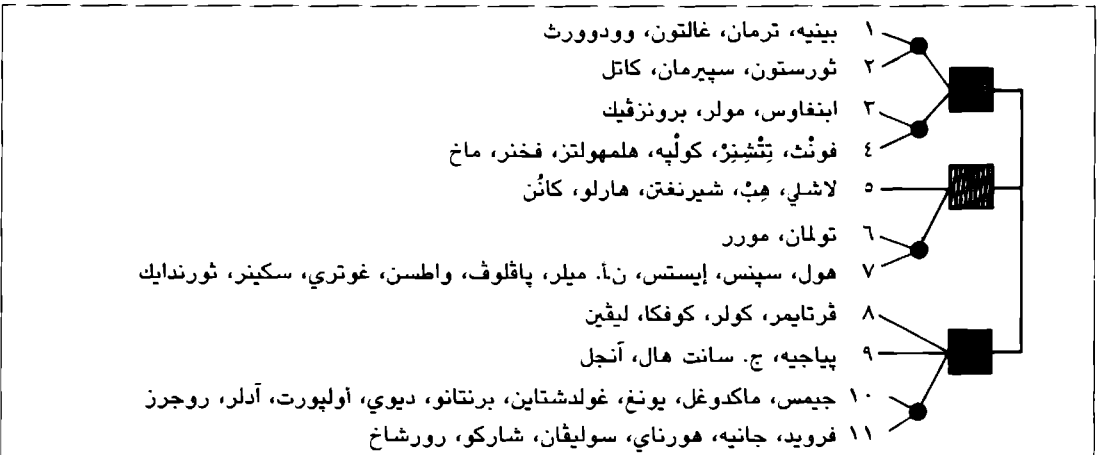 ١ بينيه، ترمان، غالتون، وودوورث
٢ ثورستون، سپيرمان، كاتل
٣ ابنغاوس، مولر، برونزڤيك
٤ فونْث، تِتْشِنِرْ، كولْپه، هلمهولتز، فخنر، ماخ
٥ لاشلي، هِبْ، شيرنغتن، هارلو، كانُن
٦ تولمان، مورر
٧ هول، سپنس، إيستس، ن.أ. ميلر، پاڤلوڤ، واطسن، غوتري، سكينر، ثورندايك
٨ ڤرتايمر، كولر، كوفكا، ليڤين
٩ پياجيه، ج. سانت هال، آنجل
١٠ جيمس، ماكدوغل، يونغ، غولدشتاين، برنتانو، ديوي، أولپورت، آدلر، روجرز
١١ فرويد، جانيه، هورناي، سوليڤان، شاركو، رورشاخ